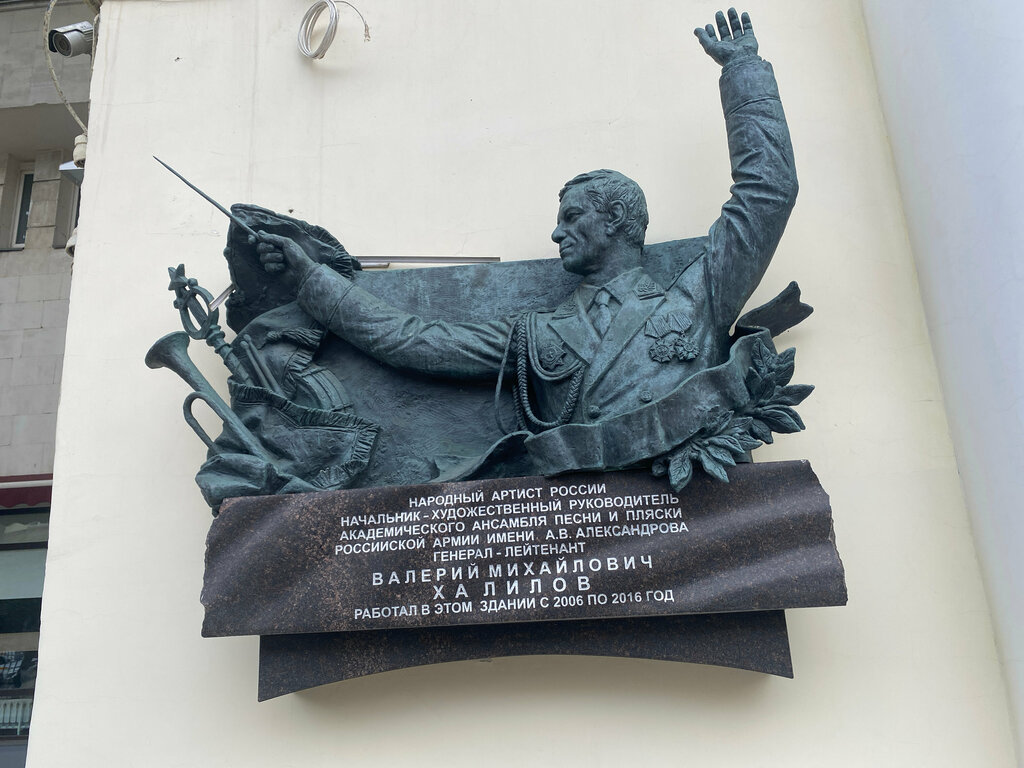 НАРОДНЫЙ АРТИСТ РОССИИ
НАЧАЛЬНИК - ХУДОЖЕСТВЕННЫЙ РУКОВОДИТЕЛЬ
АКАДЕМИЧЕСКОГО АНСАМБЛЯ ПЕСНИ И ПЛЯСКИ
РОССИЙСКОЙ АРМИИ ИМЕНИ А.В. АЛЕКСАНДРОВА
ГЕНЕРАЛ - ЛЕЙТЕНАНТ
ВАЛЕРИЙ МИХАЙЛОВИЧ
ХАЛИЛОВ
РАБОТАЛ В ЭТОМ ЗДАНИИ С 2006 ПО 2016 ГОД